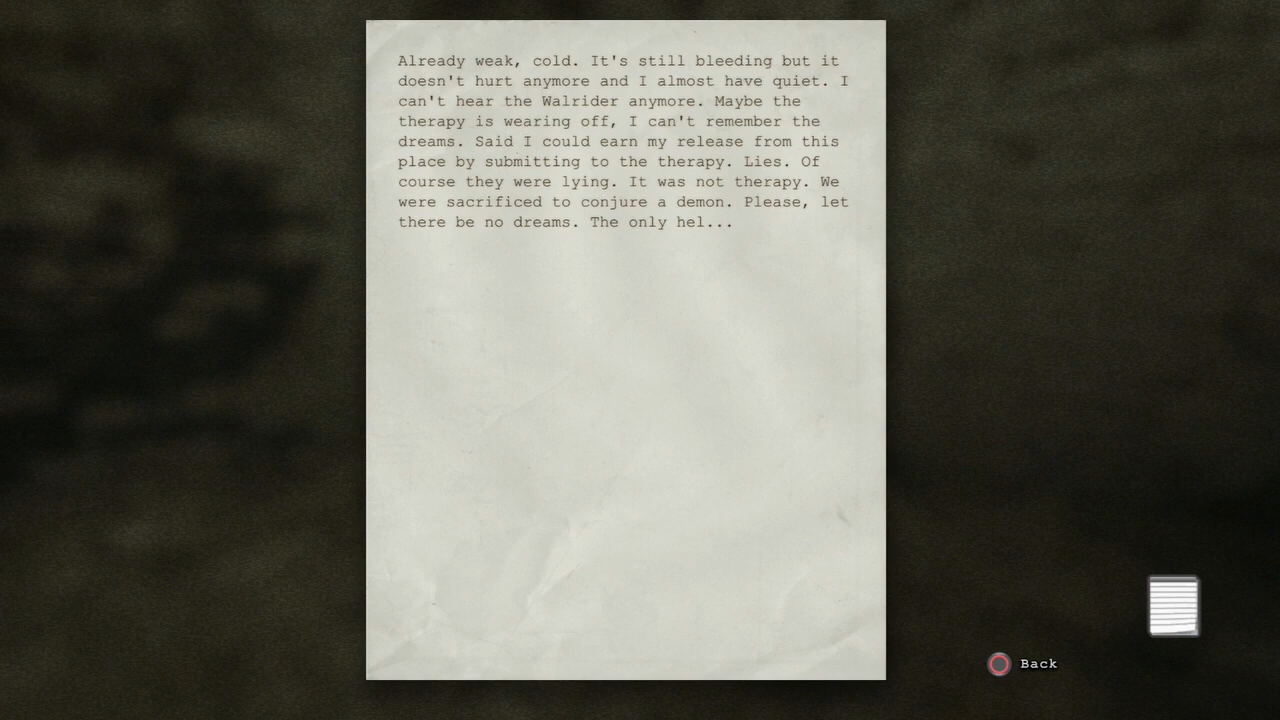 Already weak, cold. It's still bleeding but it
doesn't hurt anymore and I almost have quiet. I
can't hear the Walrider anymore. Maybe the
therapy is wearing off, I can't remember the
dreams. Said I could earn my release from this
place by submitting to the therapy. Lies. Of
course they were lying. It was not therapy. We
were sacrificed to conjure a demon. Please, let
there be no dreams. The only hel...
Back